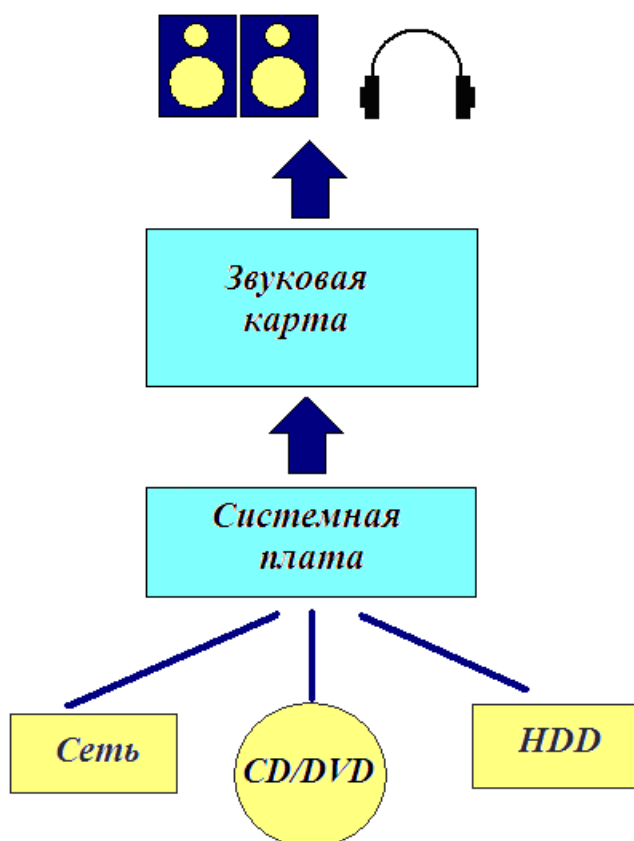 Звуковая
карта
Системная
плата
Сеть
CD/DVD
HDD